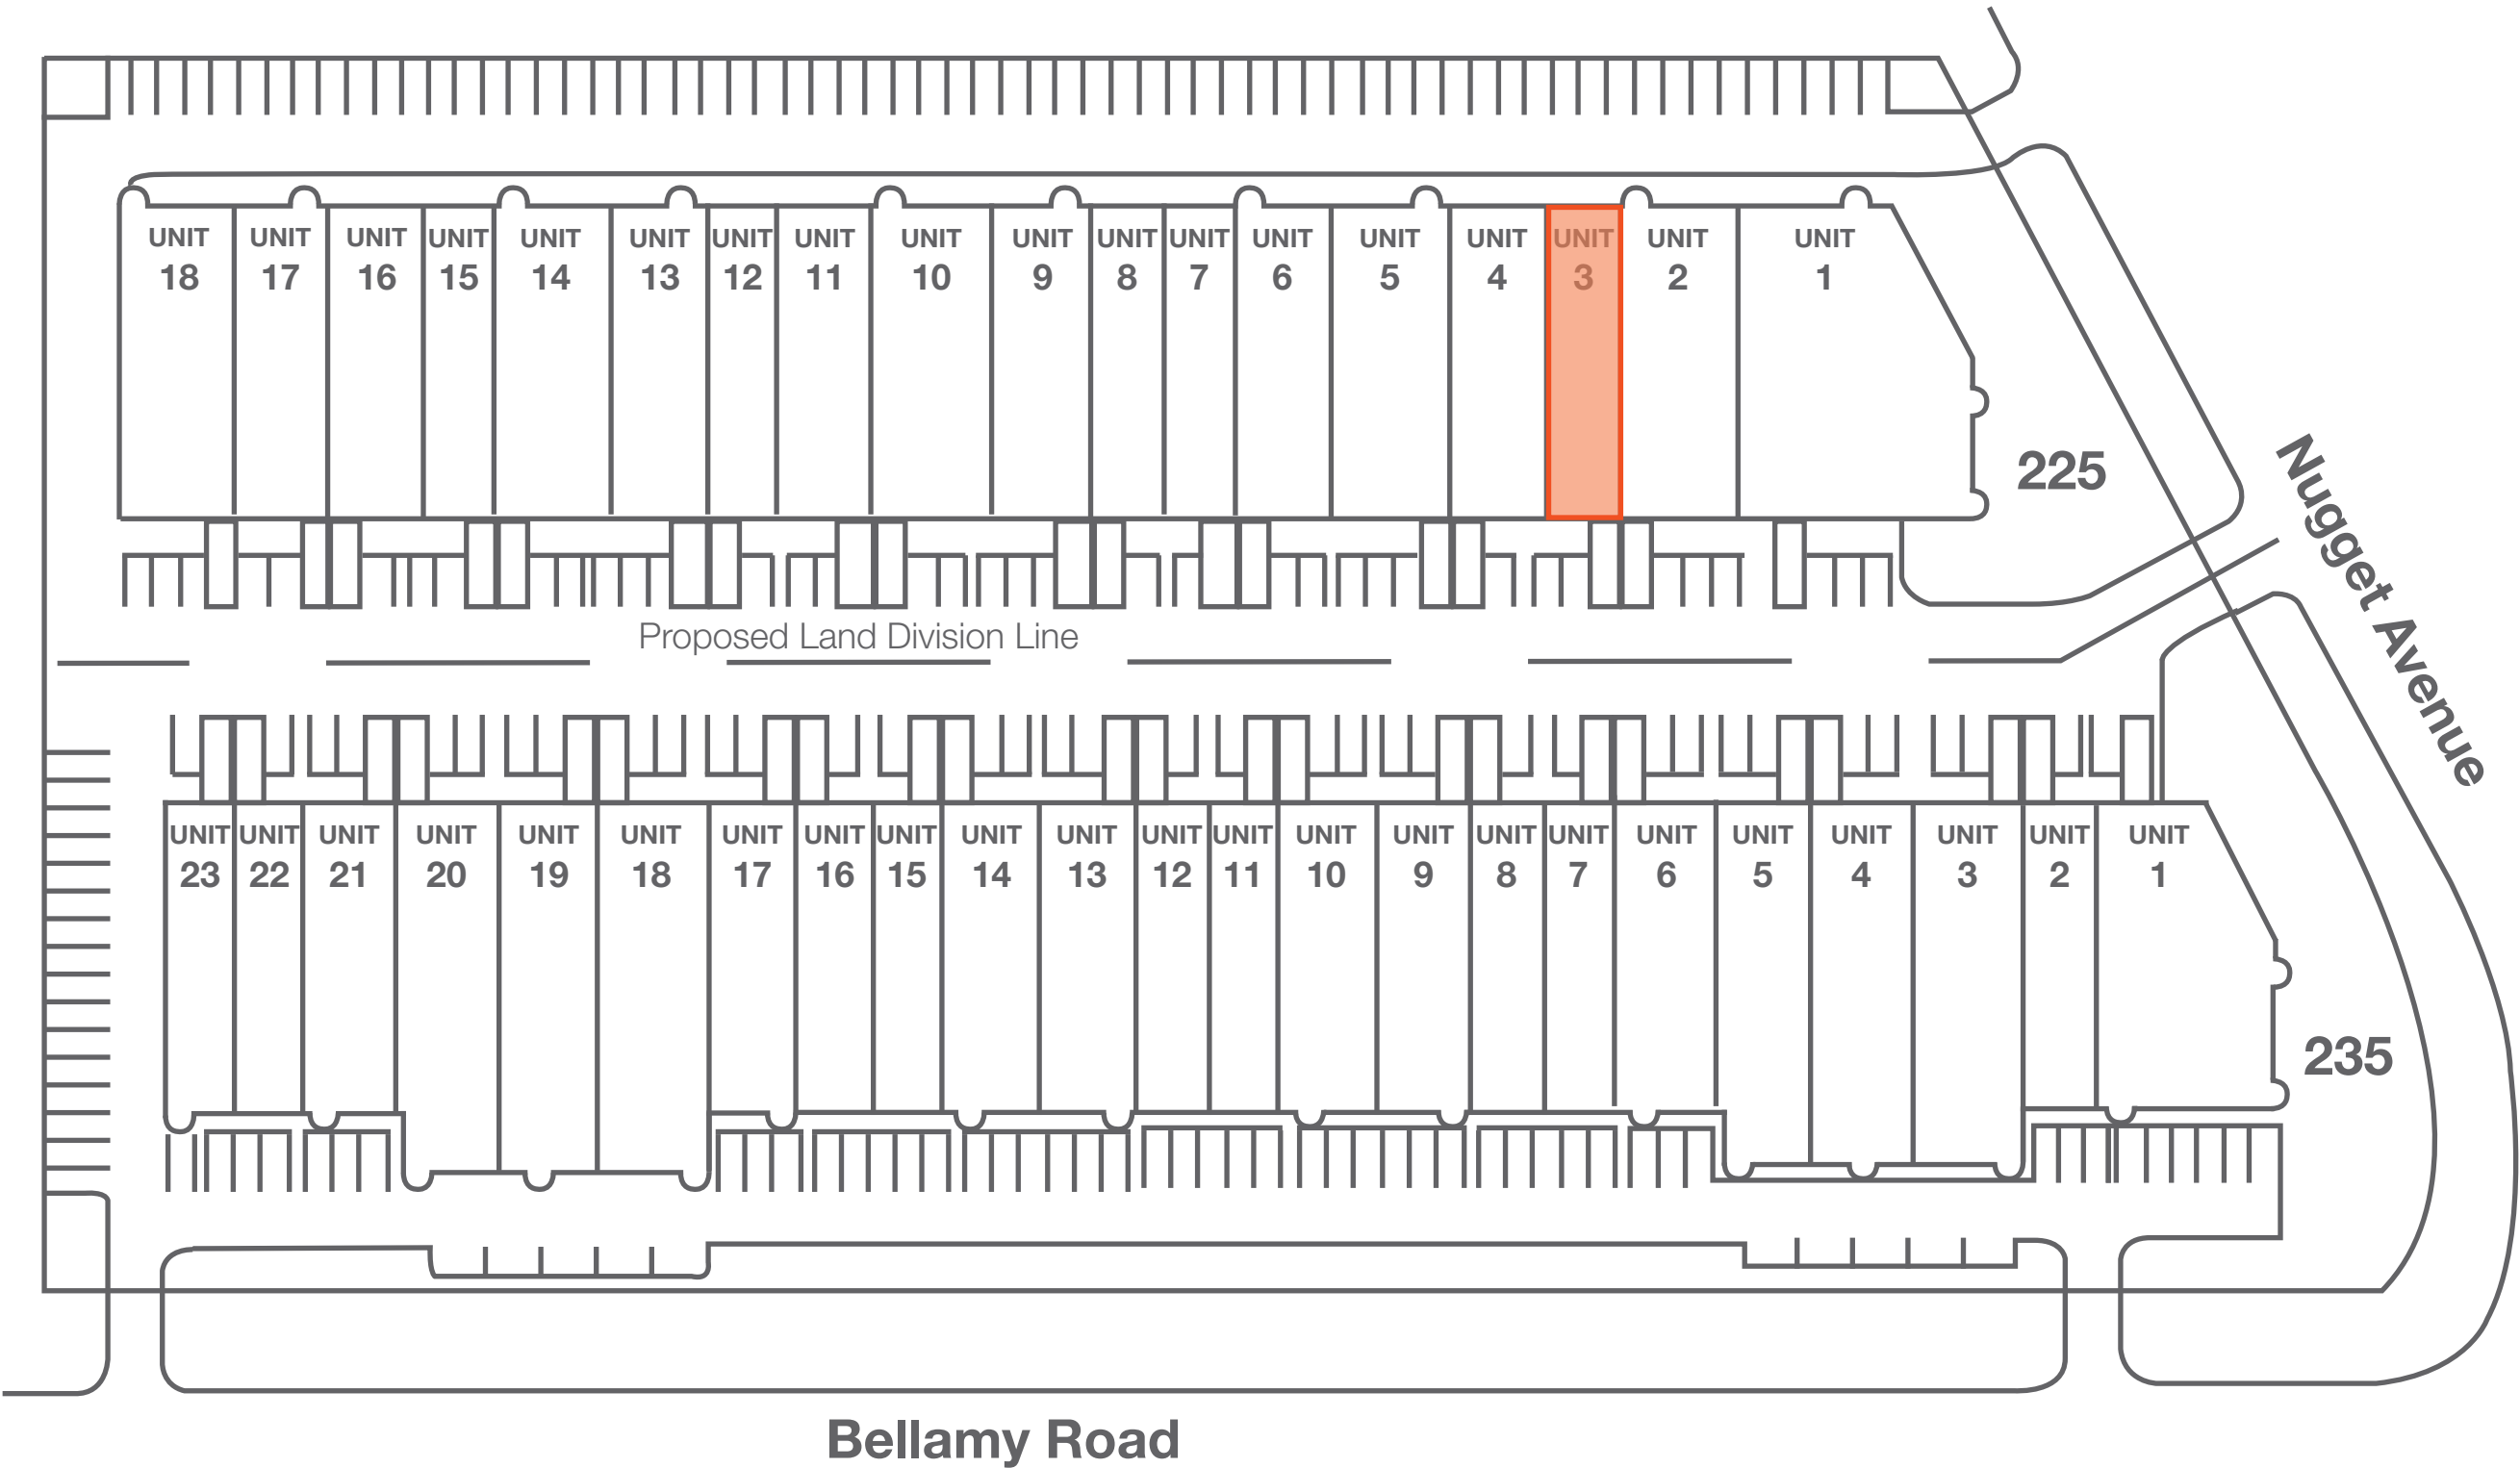 UNIT UNIT UNIT UNIT UNIT UNIT UNIT UNIT UNIT UNIT UNIT UNIT UNIT UNIT UNIT UNIT UNIT UNIT
18 17 16 15 14 13 12 11 10 9 8 7 6 5 4 3 2 1
225
Nugget Avenue
Proposed Land Division Line
UNIT UNIT UNIT UNIT UNIT UNIT UNIT UNIT UNIT UNIT UNIT UNIT UNIT UNIT UNIT UNIT UNIT UNIT UNIT UNIT UNIT UNIT UNIT
23 22 21 20 19 18 17 16 15 14 13 12 11 10 9 8 7 6 5 4 3 2 1
235
Bellamy Road